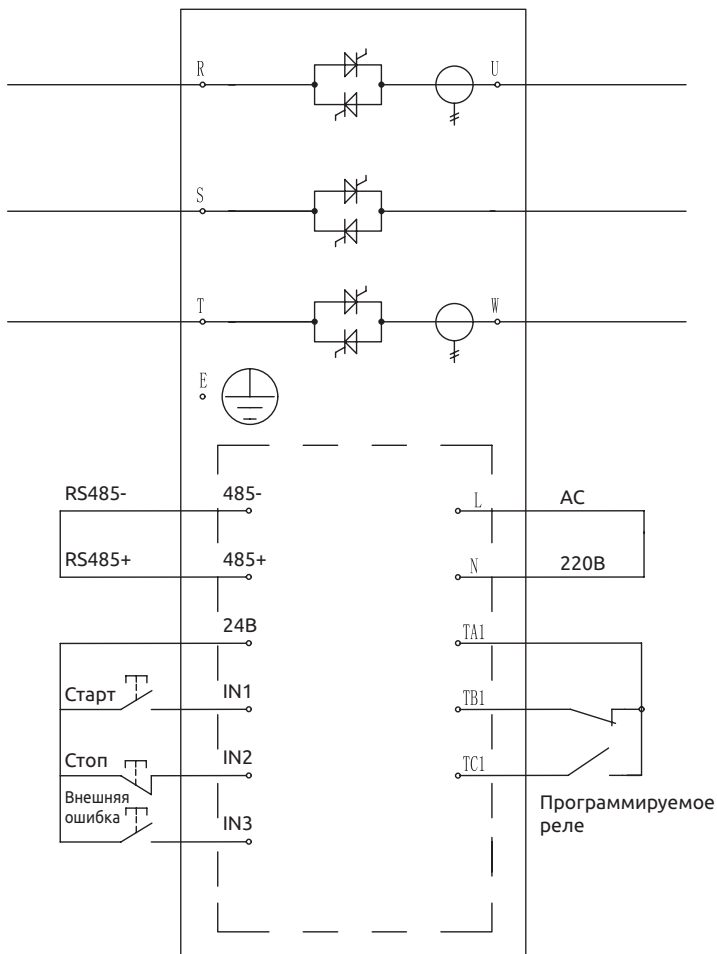 R
U
S
T
W
E
RS485-
485-
L
AC
RS485+
485+
N
220В
24В
TA1
Старт
IN1
TB1
Стоп
IN2
TC1
Внешняя
ошибка
IN3
Программируемое
реле